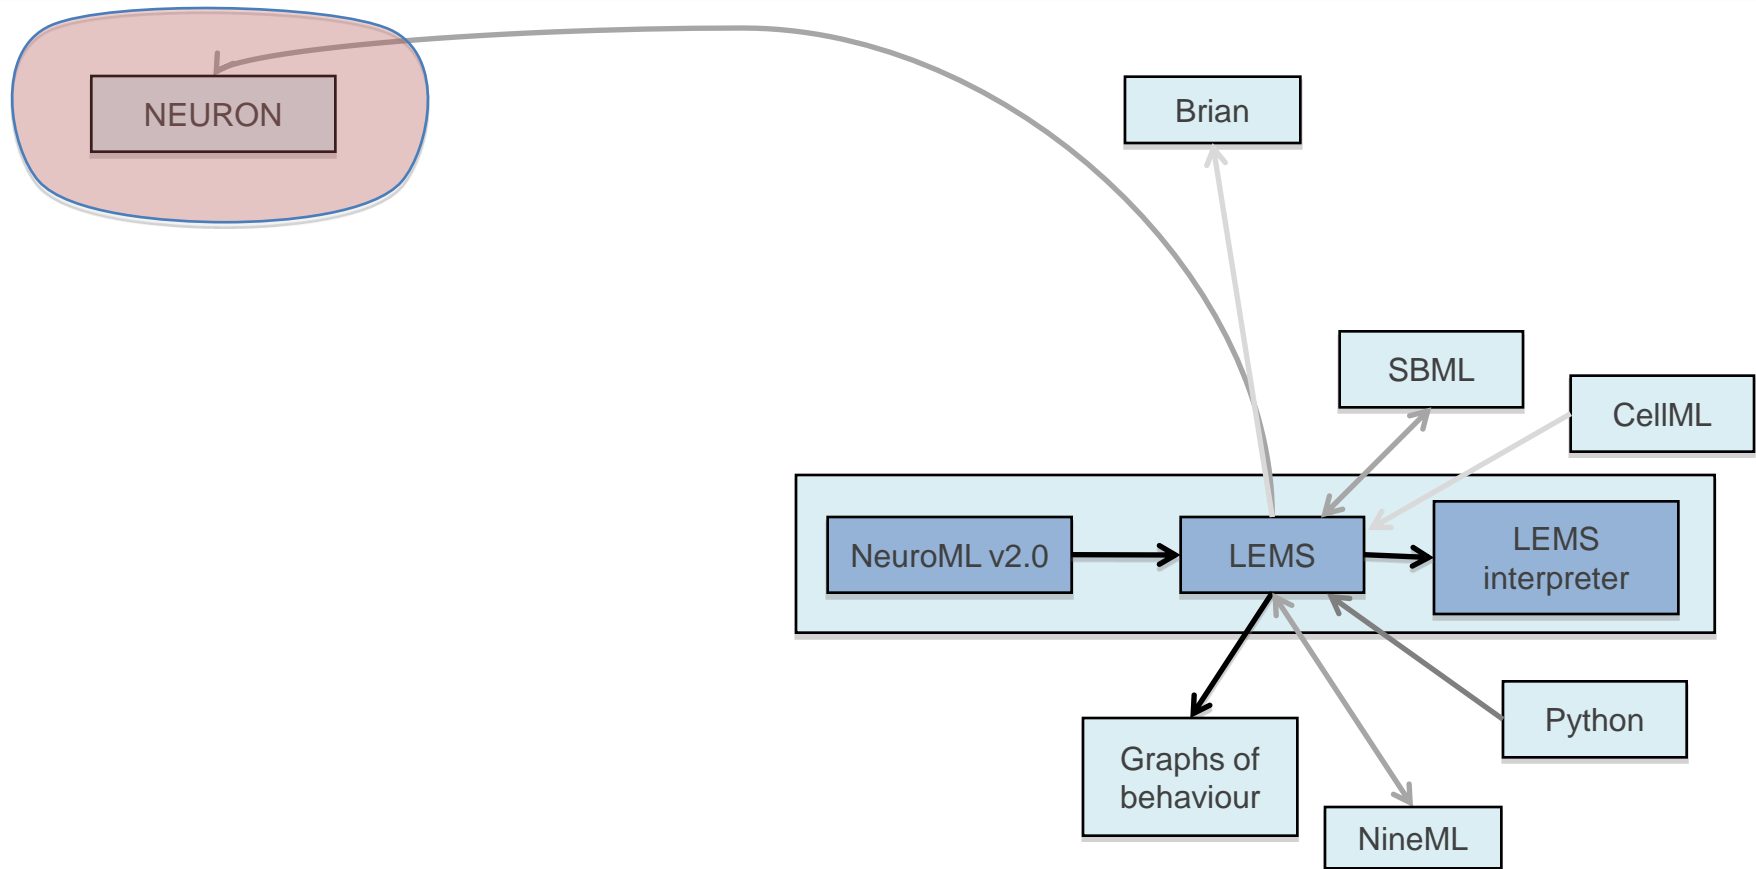 NEURON
Brian
SBML
CellML
NeuroML v2.0
LEMS
LEMS
interpreter
Python
Graphs of
behaviour
NineML